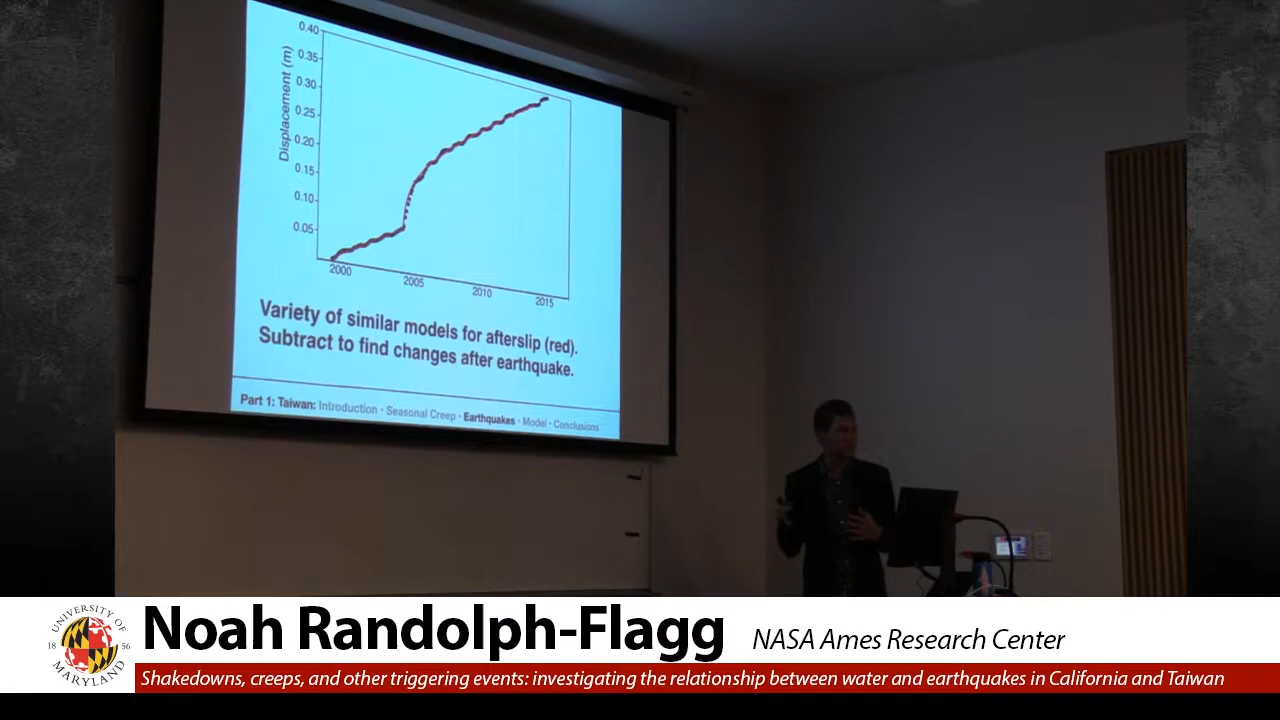 0.40
0.35
0.30
0.25
0.20
0.15
0.10
0.05
Displacement (m)
2000
2005
2010
2015
Variety of similar models for afterslip (red).
Subtract to find changes after earthquake.
Part 1: Taiwan: Introduction · Seasonal Creep · Earthquakes · Model · Conclusions
UNIVERSITY OF
18 56
MARYLAND
Noah Randolph-Flagg NASA Ames Research Center
Shakedowns, creeps, and other triggering events: investigating the relationship between water and earthquakes in California and Taiwan